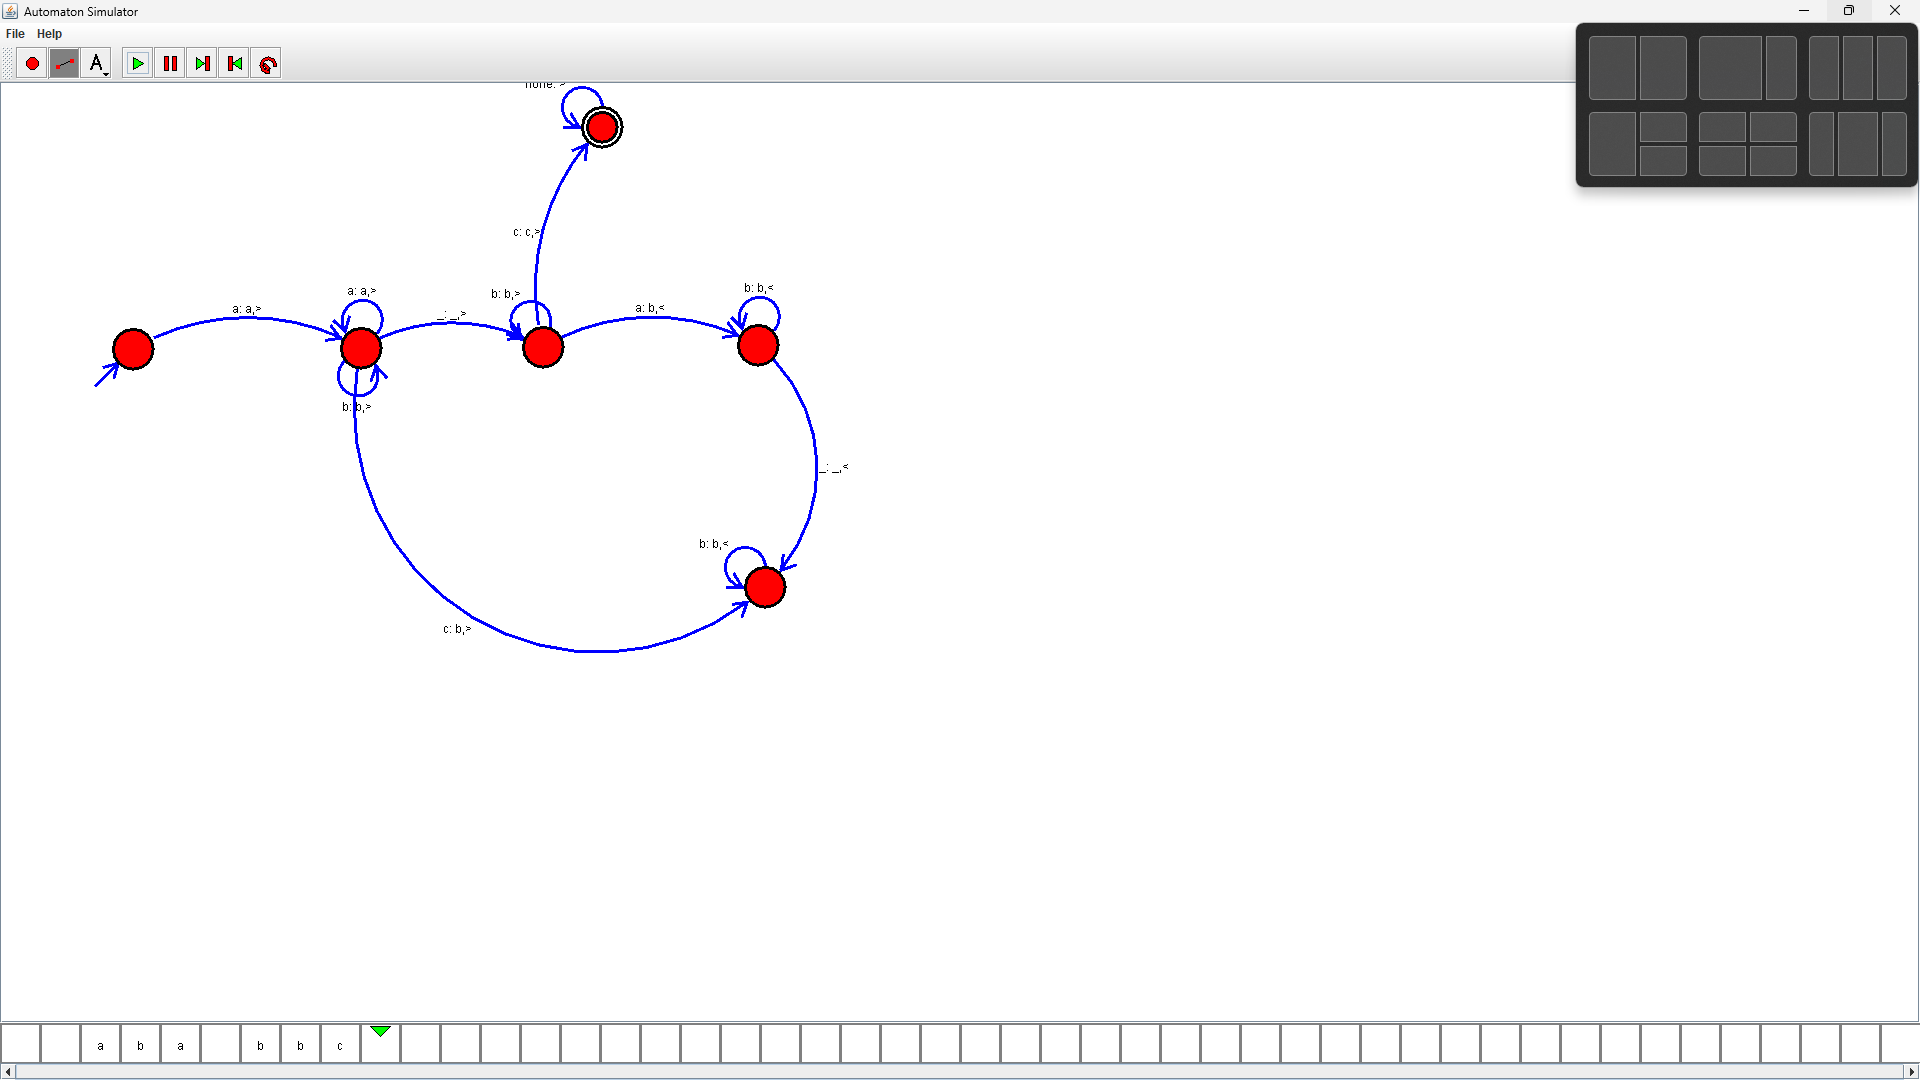 Automaton Simulator
File Help
A
none: >
c: c,>
a: a,>
a: a,>
_: _,>
b: b,>
a: b,<
b: b,<
b: b,>
_: _,<
b: b,<
c: b,>
a b a b b c